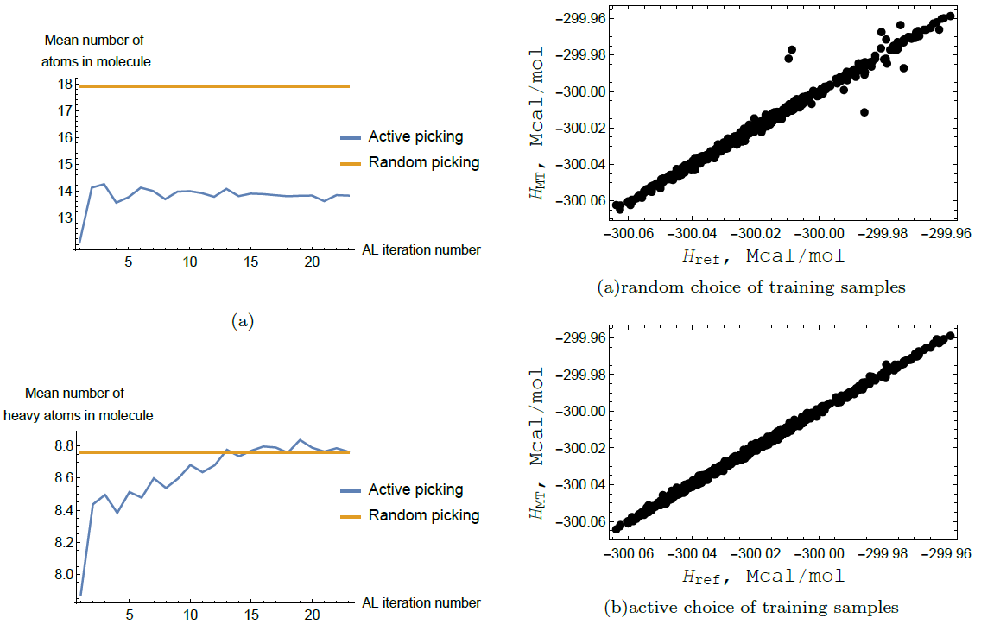 Mean number of
atoms in molecule
18
17
16
15
14
13
5
10
15
20
AL iteration number
Active picking
Random picking
(a)
Mean number of
heavy atoms in molecule
8.8
8.6
8.4
8.2
8.0
5
10
15
20
AL iteration number
Active picking
Random picking
H_MT, Mcal/mol
−299.96
−299.98
−300.00
−300.02
−300.04
−300.06
−300.06 −300.04 −300.02 −300.00 −299.98 −299.96
H_ref, Mcal/mol
(a)random choice of training samples
H_MT, Mcal/mol
−299.96
−299.98
−300.00
−300.02
−300.04
−300.06
−300.06 −300.04 −300.02 −300.00 −299.98 −299.96
H_ref, Mcal/mol
(b)active choice of training samples